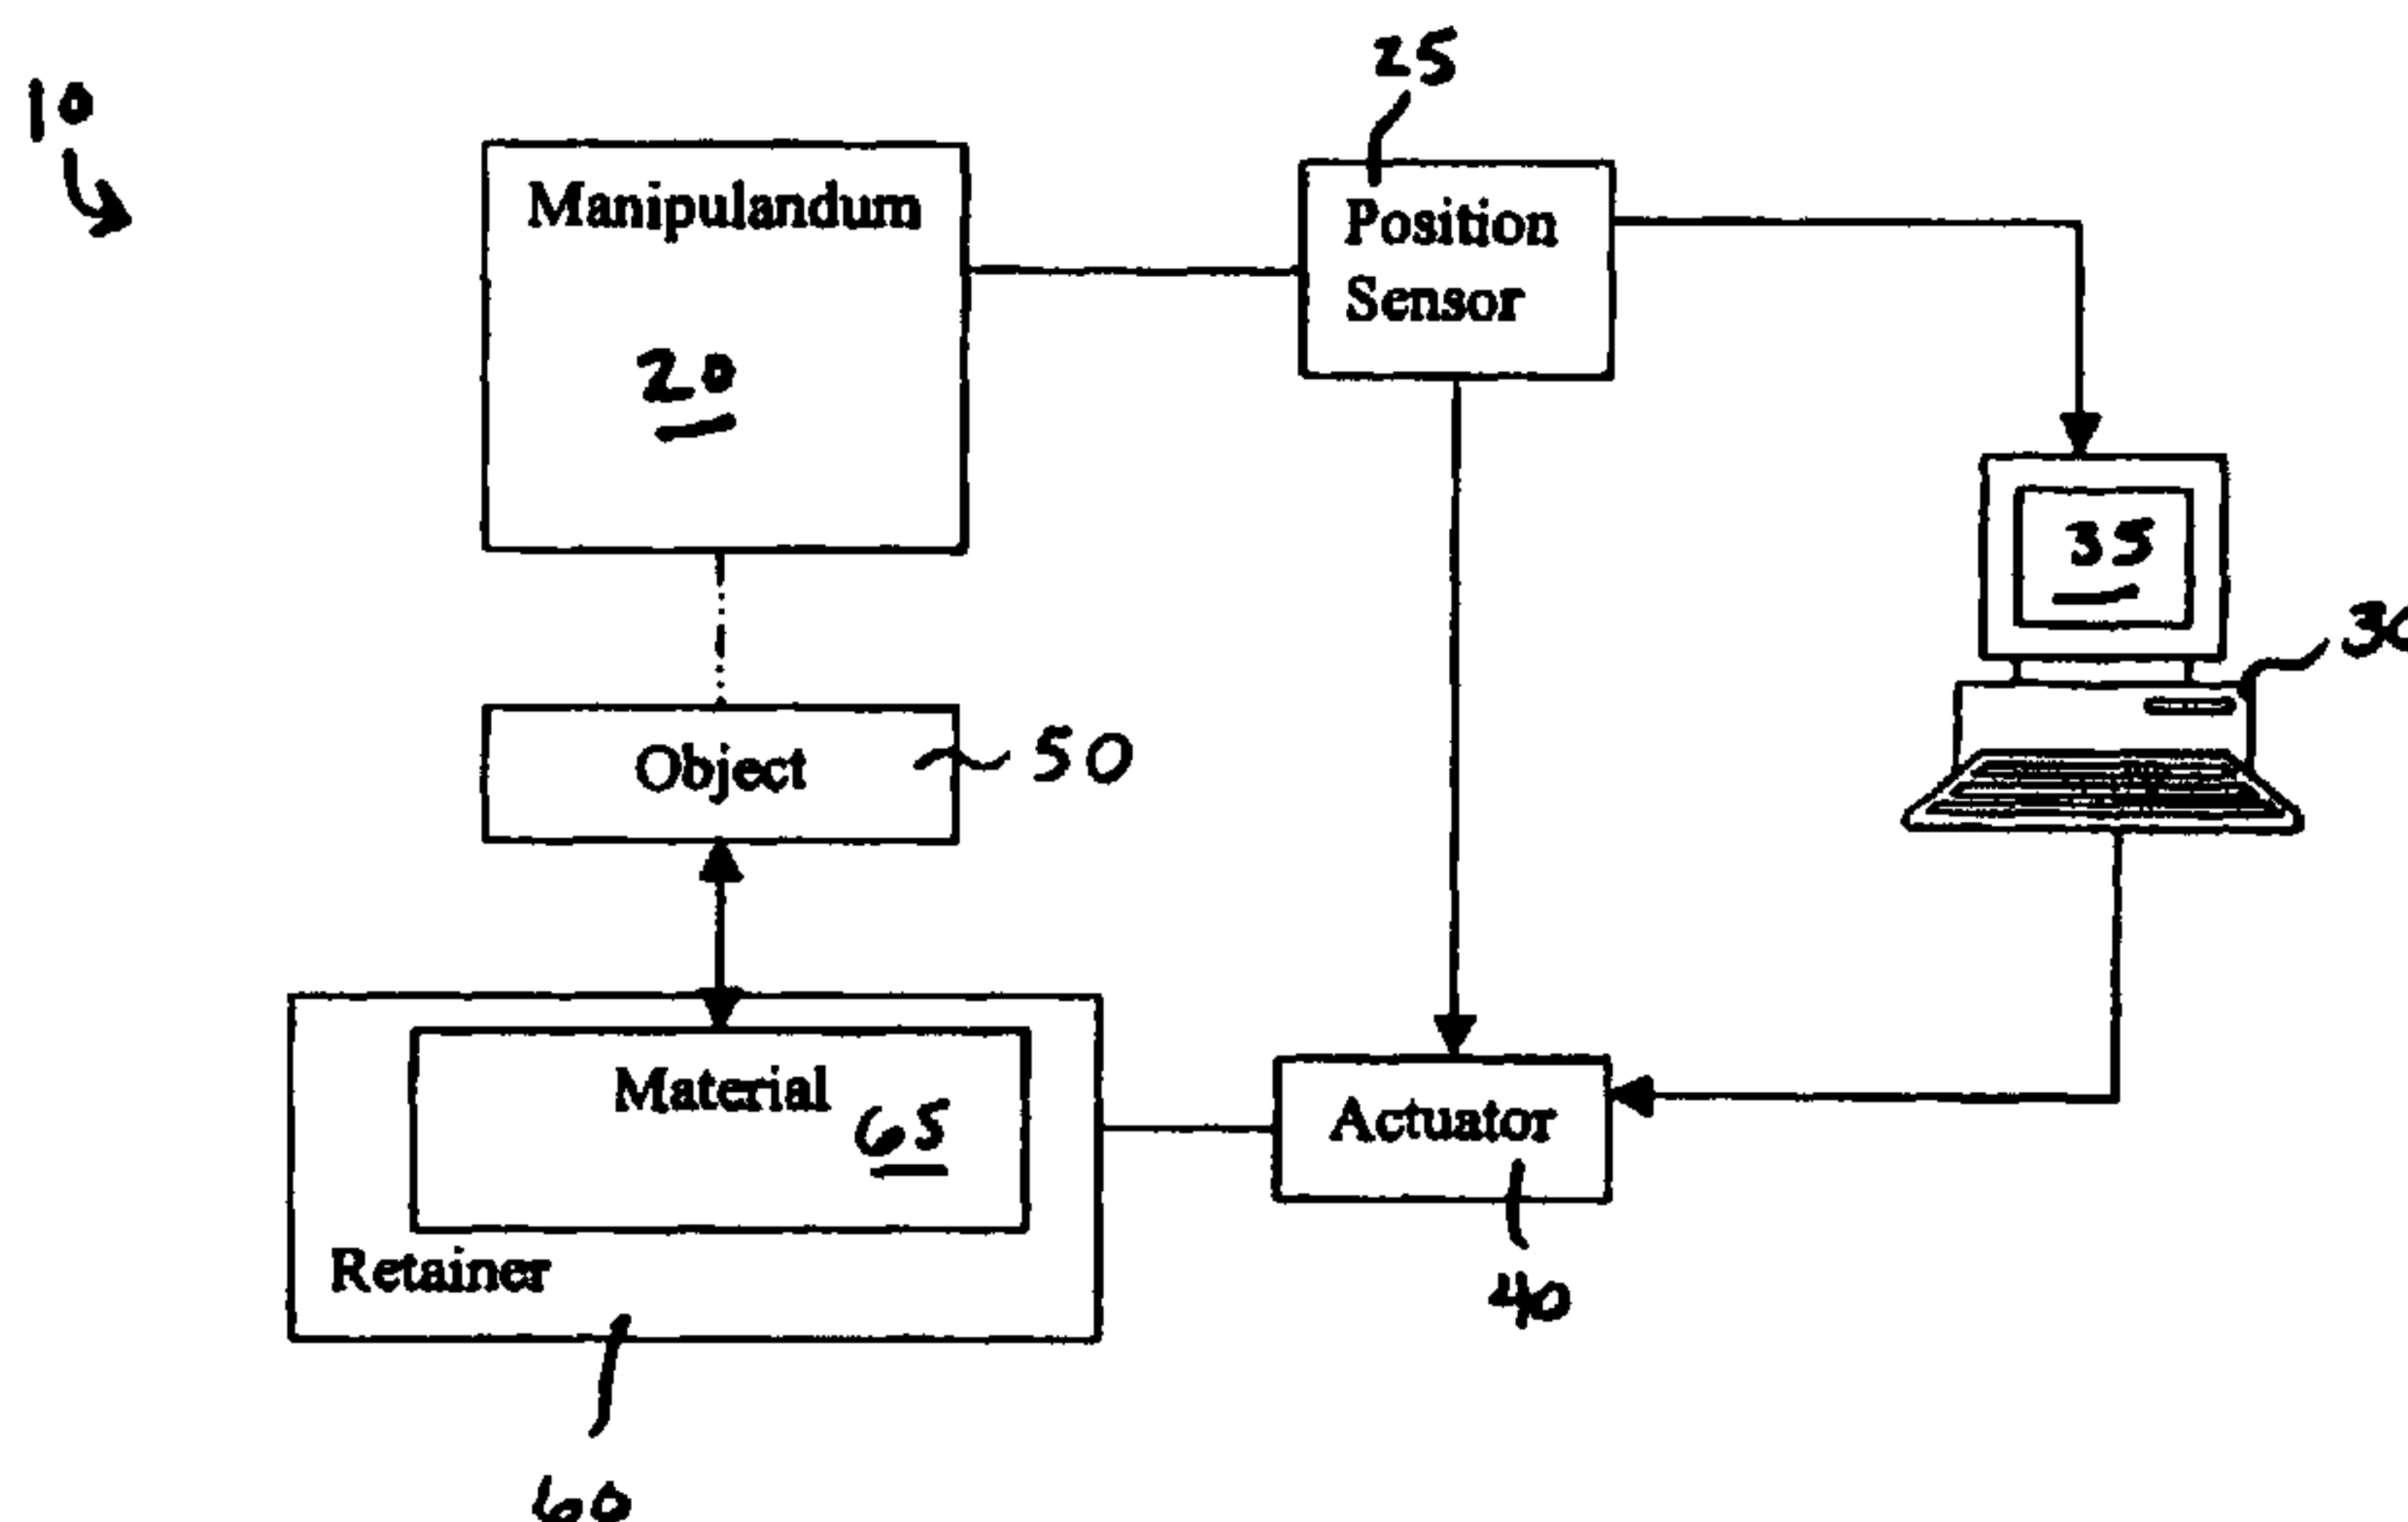 10
25
Manipulandum
20
Position
Sensor
35
30
Object
50
Material
65
Retainer
Actuator
40
60